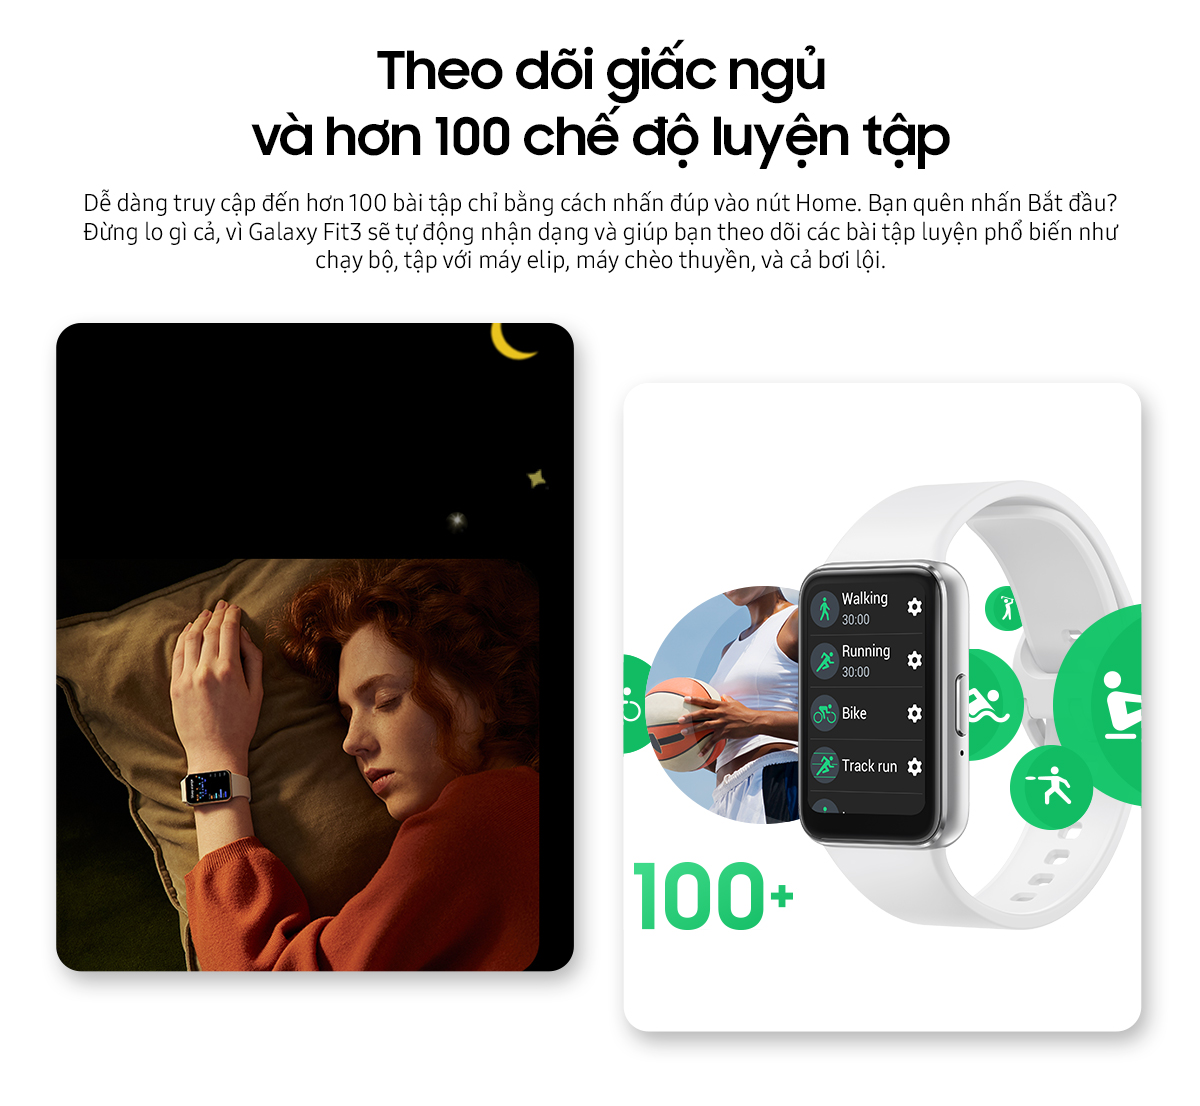 Theo dõi giấc ngủ
và hơn 100 chế độ luyện tập
Dễ dàng truy cập đến hơn 100 bài tập chỉ bằng cách nhấn đúp vào nút Home. Bạn quên nhấn Bắt đầu?
Đừng lo gì cả, vì Galaxy Fit3 sẽ tự động nhận dạng và giúp bạn theo dõi các bài tập luyện phổ biến như
chạy bộ, tập với máy elip, máy chèo thuyền, và cả bơi lội.
Walking
30:00
Running
30:00
Bike
Track run
100+